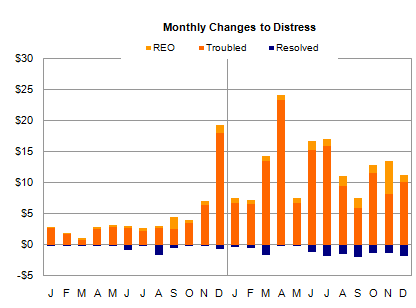 Monthly Changes to Distress
REO Troubled Resolved
$30
$25
$20
$15
$10
$5
$0
-$5
J F M A M J J A S O N D J F M A M J J A S O N D